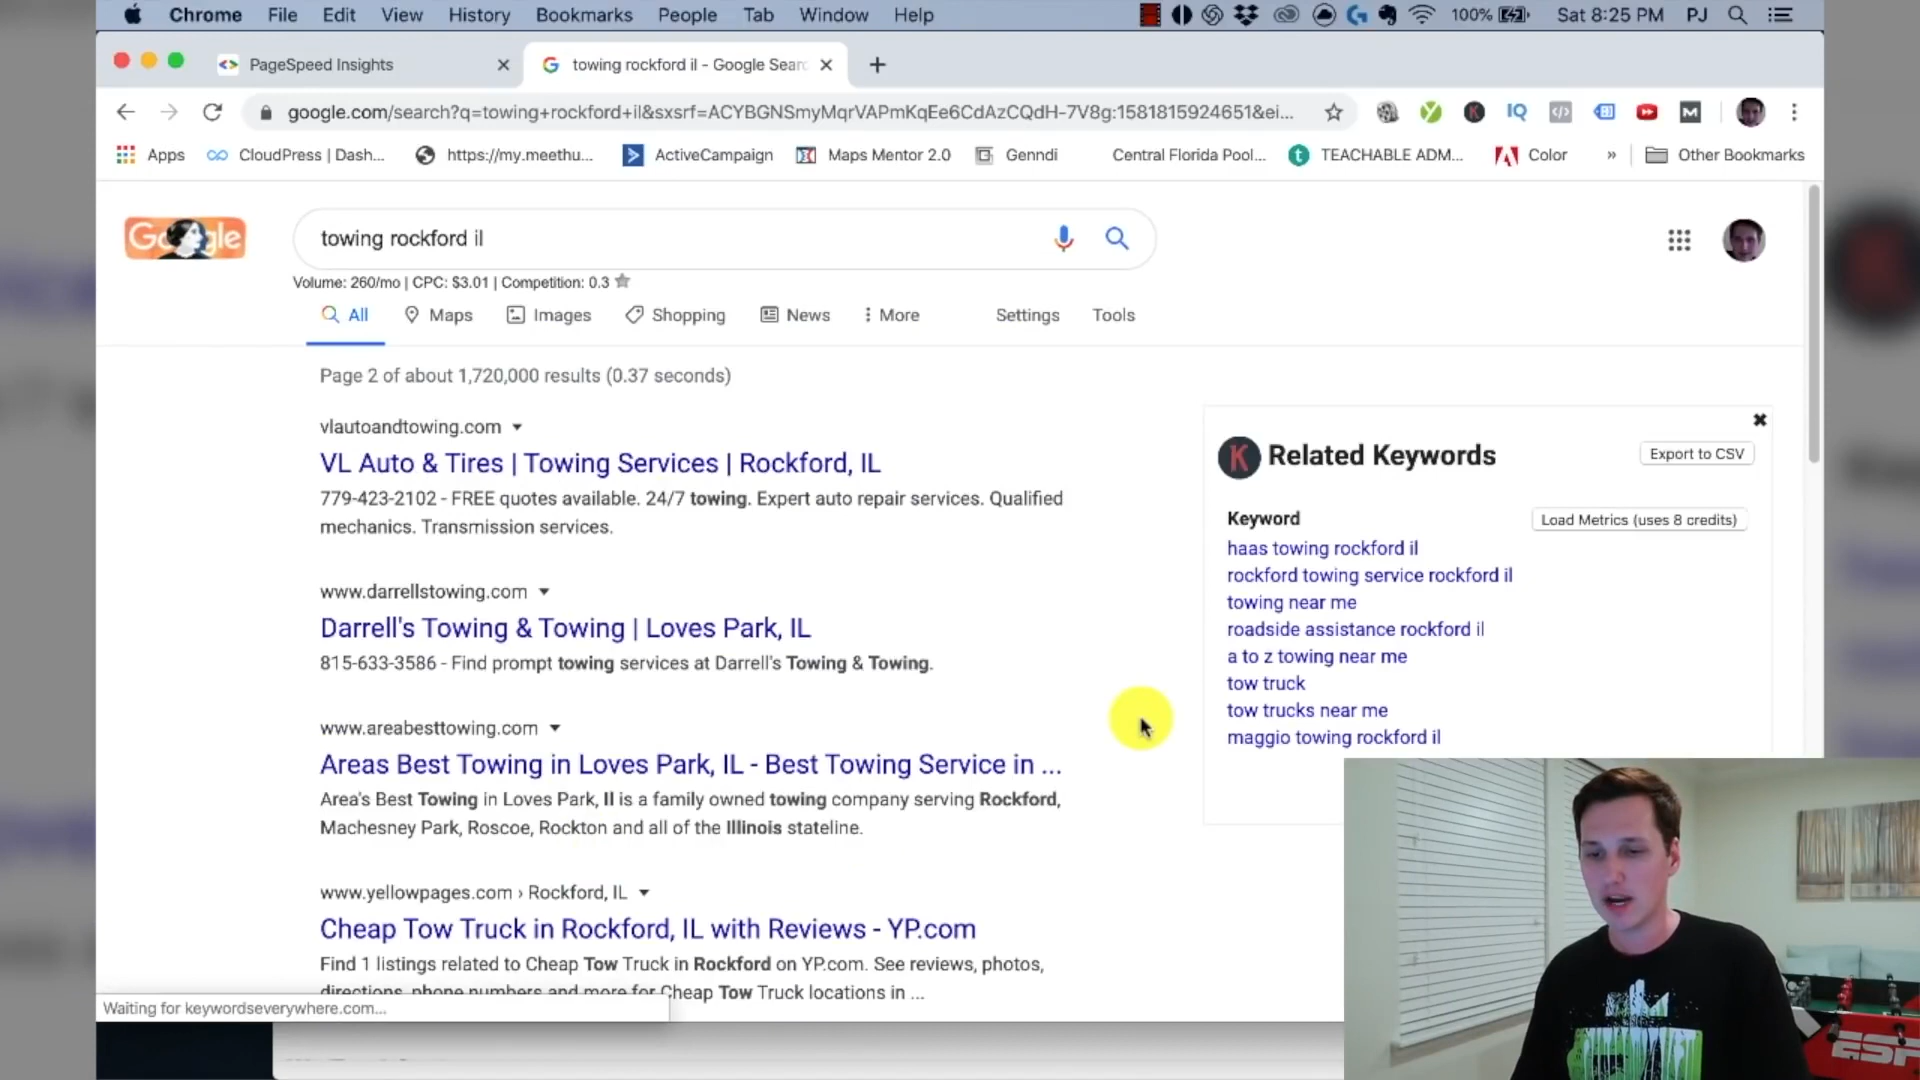 Chrome File Edit View History Bookmarks People Tab Window Help 100% Sat 8:25 PM PJ
PageSpeed Insights
towing rockford il - Google Sear
google.com/search?q=towing+rockford+il&sxsrf=ACYBGNSmyMqrVAPmKqEe6CdAzCQdH-7V8g:1581815924651&ei...
Apps CloudPress | Dash... https://my.meethu... ActiveCampaign Maps Mentor 2.0 Genndi Central Florida Pool... TEACHABLE ADM... Color » Other Bookmarks
Google
towing rockford il
Volume: 260/mo | CPC: $3.01 | Competition: 0.3
All Maps Images Shopping News More Settings Tools
Page 2 of about 1,720,000 results (0.37 seconds)
vlautoandtowing.com
VL Auto & Tires | Towing Services | Rockford, IL
779-423-2102 - FREE quotes available. 24/7 towing. Expert auto repair services. Qualified
mechanics. Transmission services.
www.darrellstowing.com
Darrell's Towing & Towing | Loves Park, IL
815-633-3586 - Find prompt towing services at Darrell's Towing & Towing.
www.areabesttowing.com
Areas Best Towing in Loves Park, IL - Best Towing Service in ...
Area's Best Towing in Loves Park, Il is a family owned towing company serving Rockford,
Machesney Park, Roscoe, Rockton and all of the Illinois stateline.
www.yellowpages.com › Rockford, IL
Cheap Tow Truck in Rockford, IL with Reviews - YP.com
Find 1 listings related to Cheap Tow Truck in Rockford on YP.com. See reviews, photos,
directions, phone numbers and more for Cheap Tow Truck locations in ...
Waiting for keywordseverywhere.com...
K Related Keywords
Export to CSV
Keyword
Load Metrics (uses 8 credits)
haas towing rockford il
rockford towing service rockford il
towing near me
roadside assistance rockford il
a to z towing near me
tow truck
tow trucks near me
maggio towing rockford il
ESP